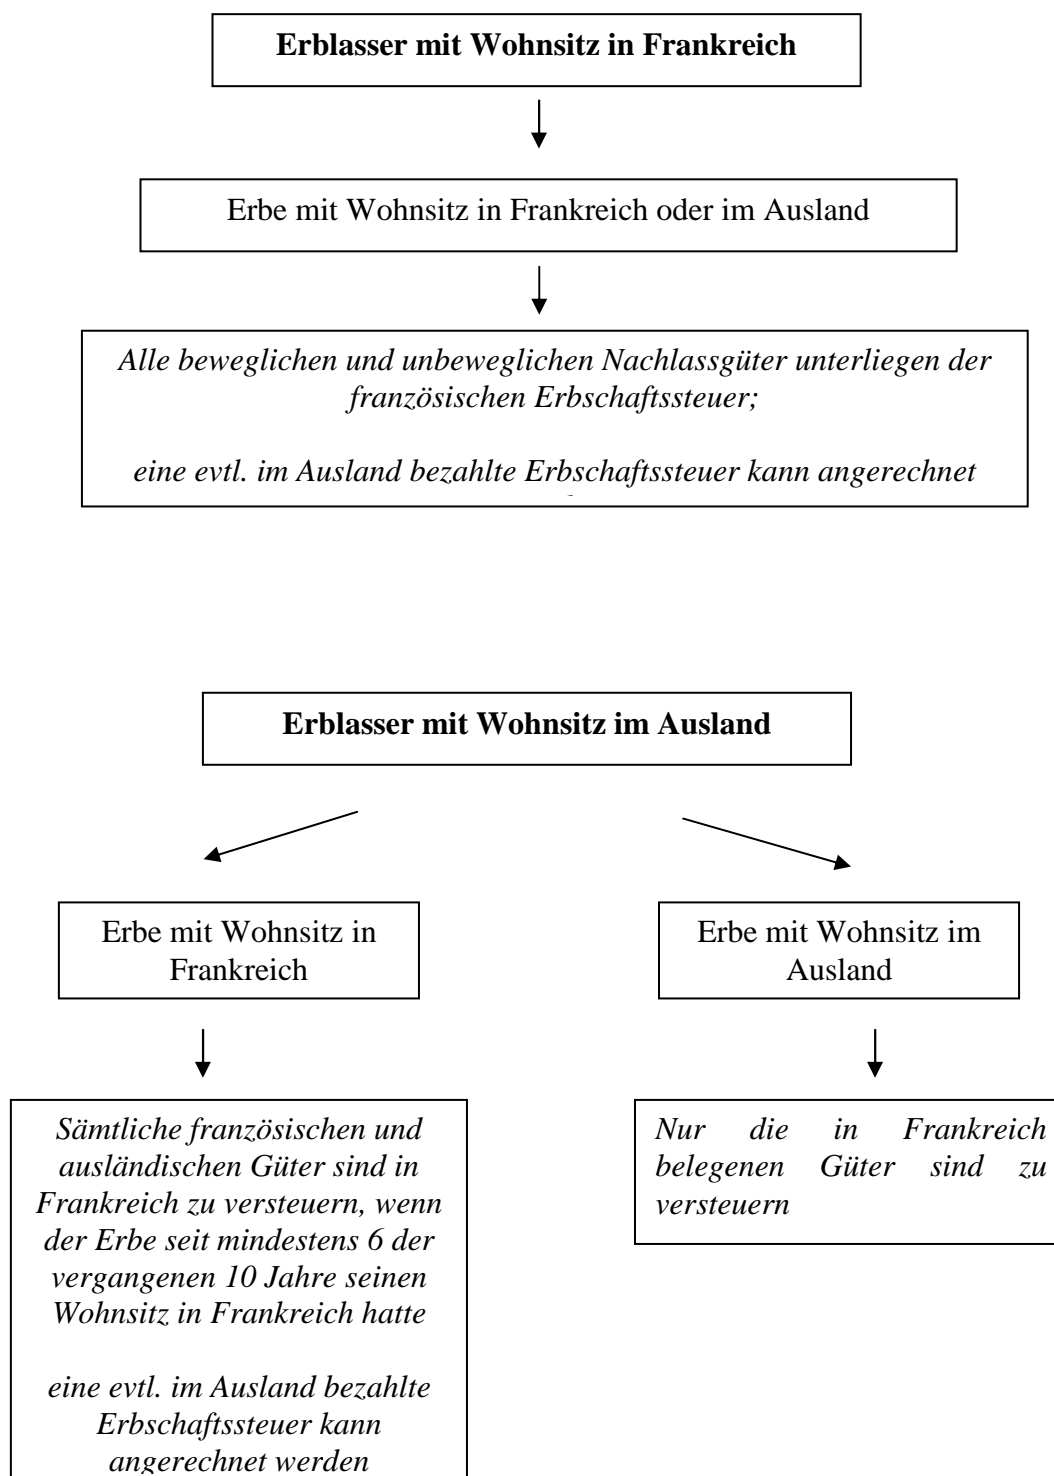 Erblasser mit Wohnsitz in Frankreich
Erbe mit Wohnsitz in Frankreich oder im Ausland
Alle beweglichen und unbeweglichen Nachlassgüter unterliegen der
französischen Erbschaftssteuer;
eine evtl. im Ausland bezahlte Erbschaftssteuer kann angerechnet
Erblasser mit Wohnsitz im Ausland
Erbe mit Wohnsitz in
Frankreich
Erbe mit Wohnsitz im
Ausland
Sämtliche französischen und
ausländischen Güter sind in
Frankreich zu versteuern, wenn
der Erbe seit mindestens 6 der
vergangenen 10 Jahre seinen
Wohnsitz in Frankreich hatte
eine evtl. im Ausland bezahlte
Erbschaftssteuer kann
angerechnet werden
Nur die in Frankreich
belegenen Güter sind zu
versteuern